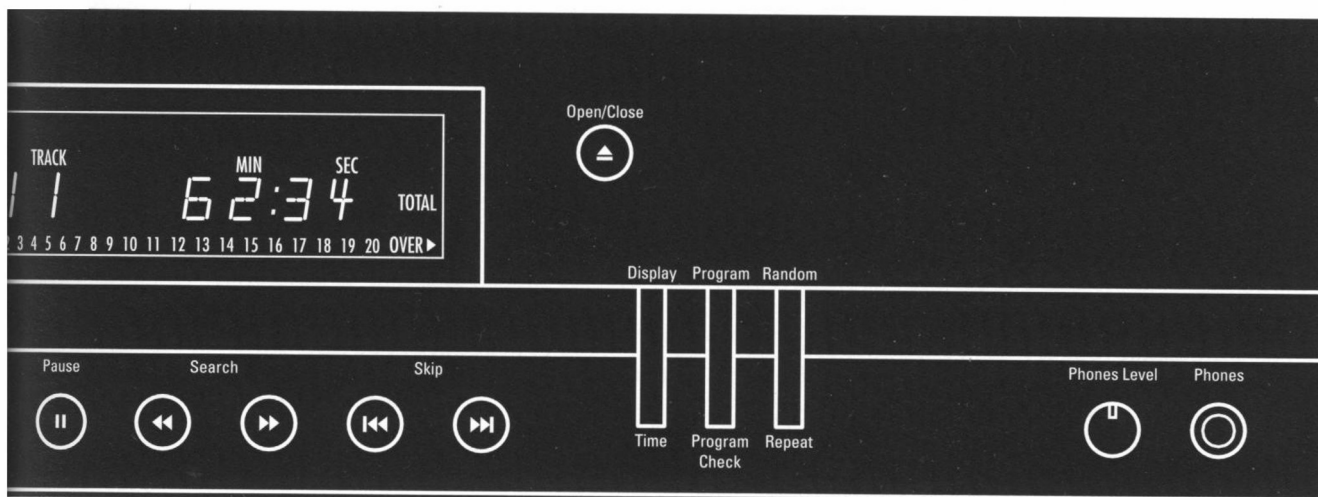 Open/Close
TRACK MIN SEC
11 62:34 TOTAL
3 4 5 6 7 8 9 10 11 12 13 14 15 16 17 18 19 20 OVER
Display Program Random
Pause Search Skip
Phones Level Phones
Time Program Check Repeat